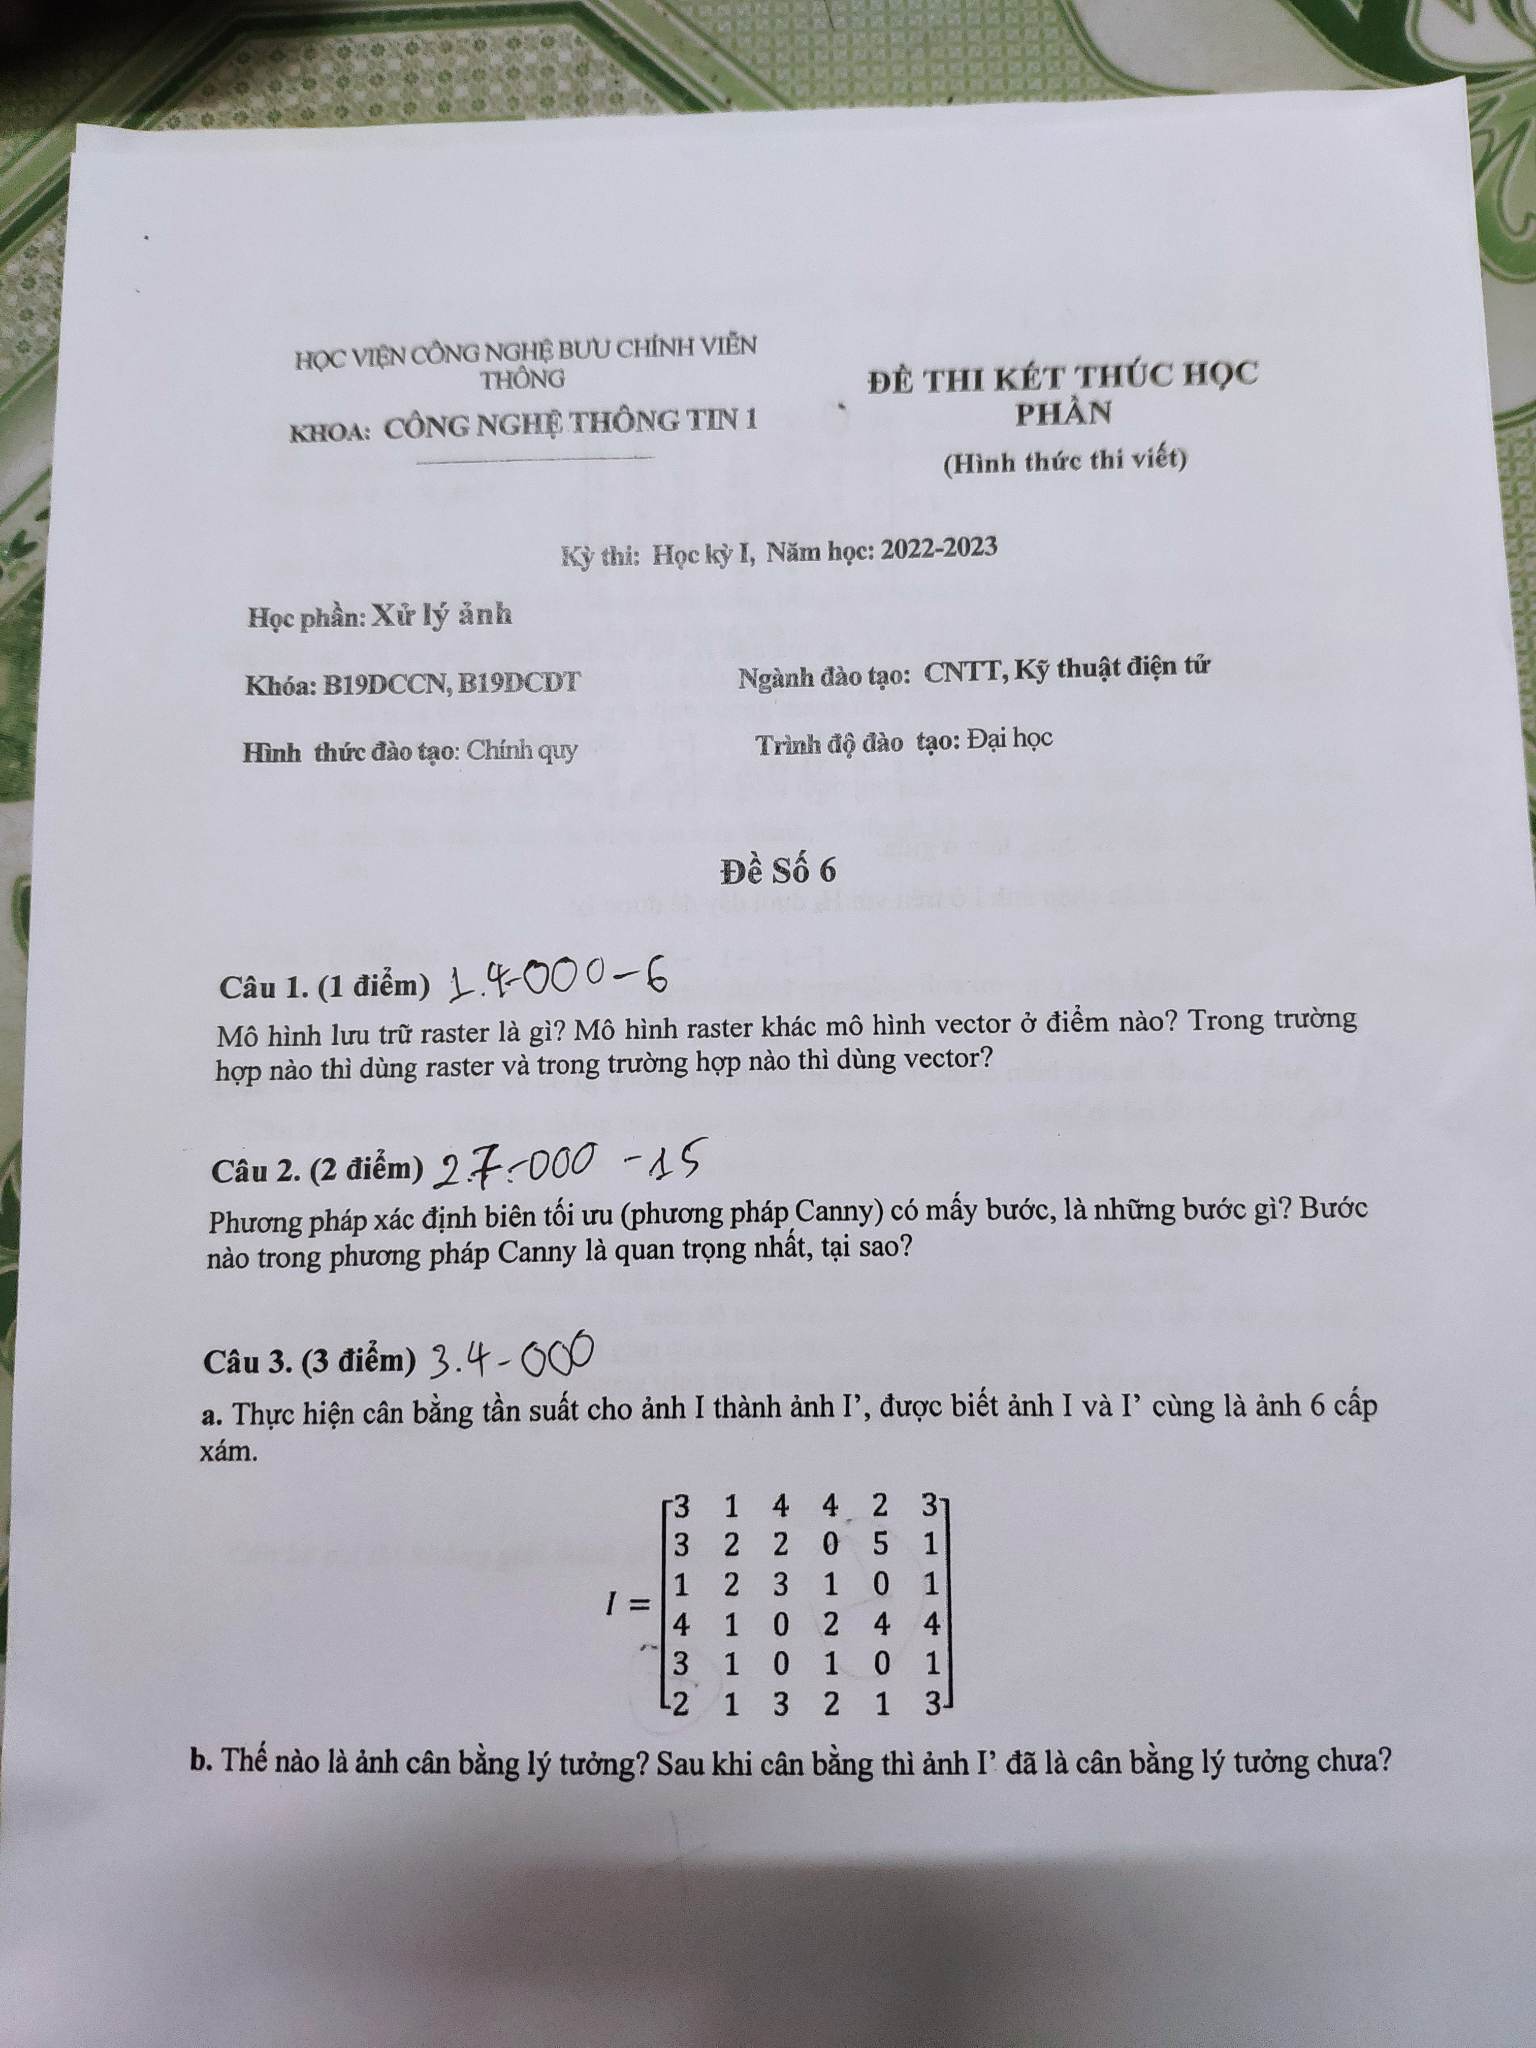 HỌC VIỆN CÔNG NGHỆ BƯU CHÍNH VIỄN
THÔNG
KHOA: CÔNG NGHỆ THÔNG TIN 1
ĐỀ THI KẾT THÚC HỌC
PHẦN
(Hình thức thi viết)
Kỳ thi: Học kỳ I, Năm học: 2022-2023
Học phần: Xử lý ảnh
Khóa: B19DCCN, B19DCDT
Ngành đào tạo: CNTT, Kỹ thuật điện tử
Hình thức đào tạo: Chính quy
Trình độ đào tạo: Đại học
Đề Số 6
Câu 1. (1 điểm) 1.4-000-6
Mô hình lưu trữ raster là gì? Mô hình raster khác mô hình vector ở điểm nào? Trong trường
hợp nào thì dùng raster và trong trường hợp nào thì dùng vector?
Câu 2. (2 điểm) 2.7.-000 -15
Phương pháp xác định biên tối ưu (phương pháp Canny) có mấy bước, là những bước gì? Bước
nào trong phương pháp Canny là quan trọng nhất, tại sao?
Câu 3. (3 điểm) 3.4-000
a. Thực hiện cân bằng tần suất cho ảnh I thành ảnh I', được biết ảnh I và I' cùng là ảnh 6 cấp
xám.
3 1 4 4 2 3
3 2 2 0 5 1
I = 1 2 3 1 0 1
4 1 0 2 4 4
3 1 0 1 0 1
2 1 3 2 1 3
b. Thế nào là ảnh cân bằng lý tưởng? Sau khi cân bằng thì ảnh I' đã là cân bằng lý tưởng chưa?